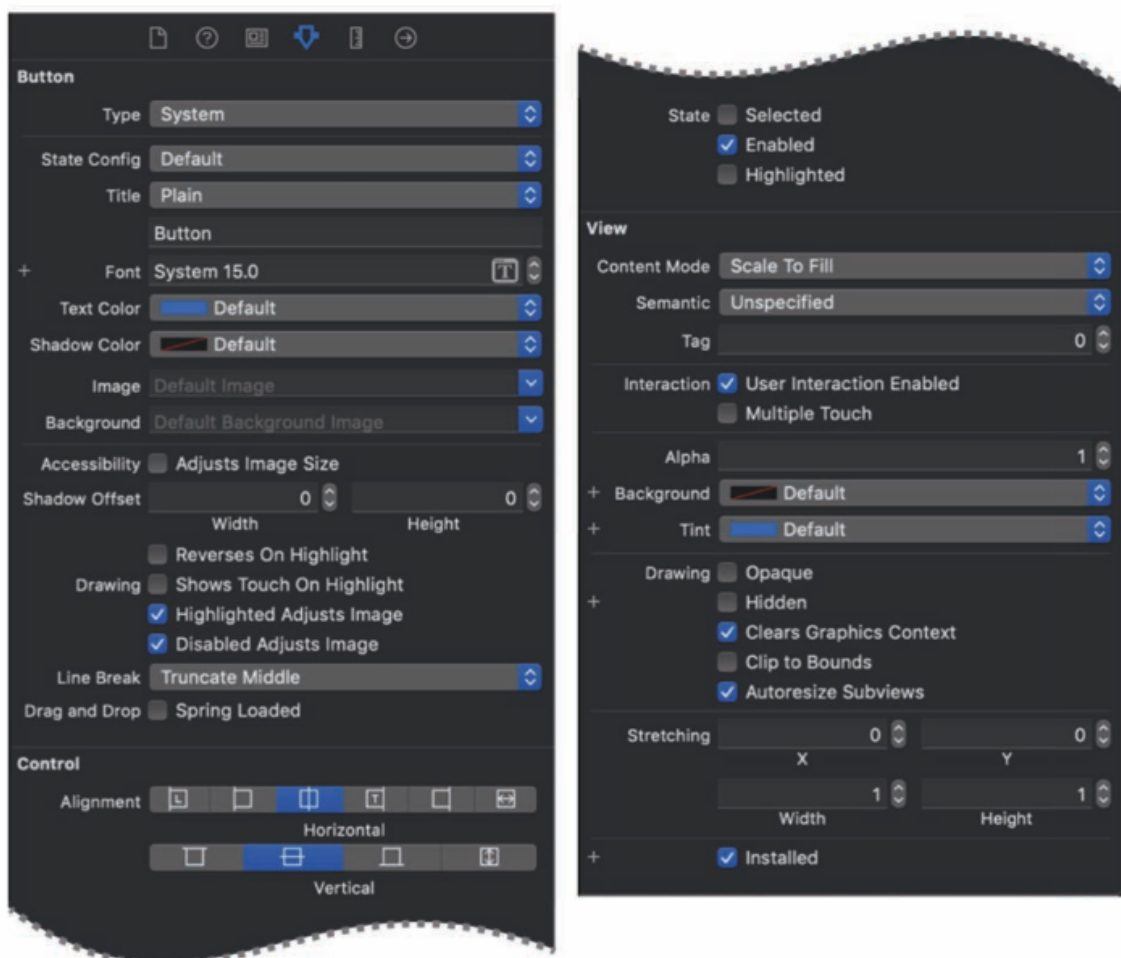 Button
Type System
State Config Default
Title Plain
Button
+ Font System 15.0 T
Text Color Default
Shadow Color Default
Image Default Image
Background Default Background Image
Accessibility Adjusts Image Size
Shadow Offset 0 0
Width Height
Reverses On Highlight
Drawing Shows Touch On Highlight
Highlighted Adjusts Image
Disabled Adjusts Image
Line Break Truncate Middle
Drag and Drop Spring Loaded
Control
Alignment L T
Horizontal
Vertical
State Selected
Enabled
Highlighted
View
Content Mode Scale To Fill
Semantic Unspecified
Tag 0
Interaction User Interaction Enabled
Multiple Touch
Alpha 1
+ Background Default
+ Tint Default
Drawing Opaque
+ Hidden
Clears Graphics Context
Clip to Bounds
Autoresize Subviews
Stretching 0 0
X Y
1 1
Width Height
+ Installed